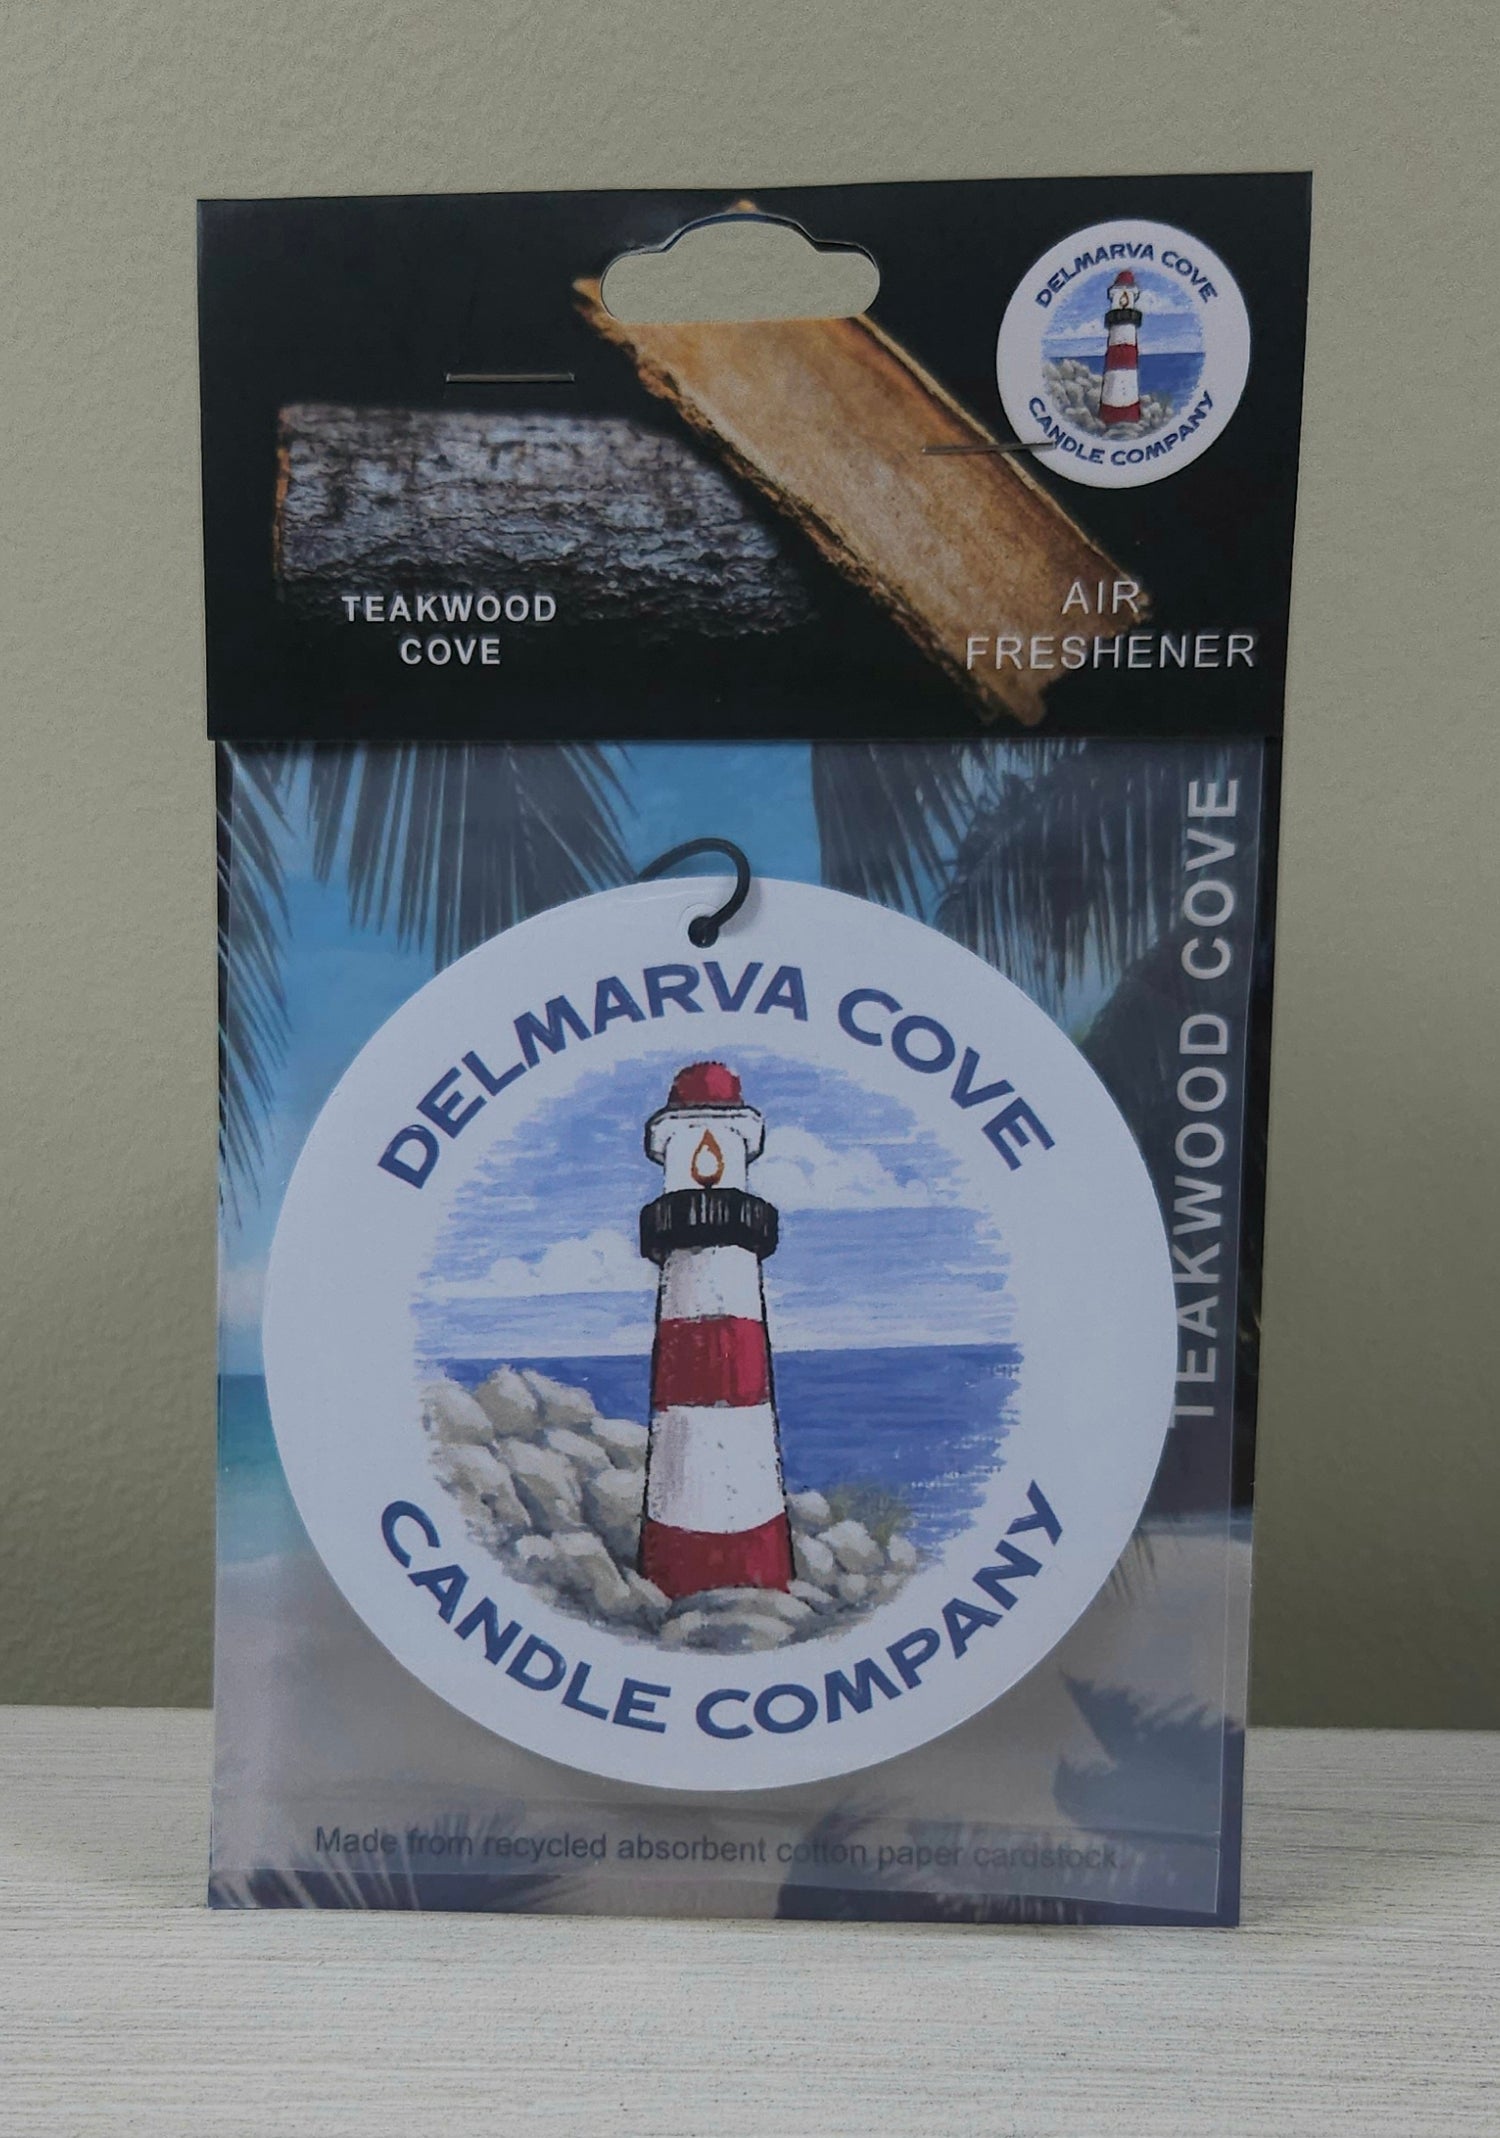 DELMARVA COVE
CANDLE COMPANY
TEAKWOOD
COVE
AIR
FRESHENER
TEAKWOOD COVE
DELMARVA COVE
CANDLE COMPANY
Made from recycled absorbent cotton paper cardstock.